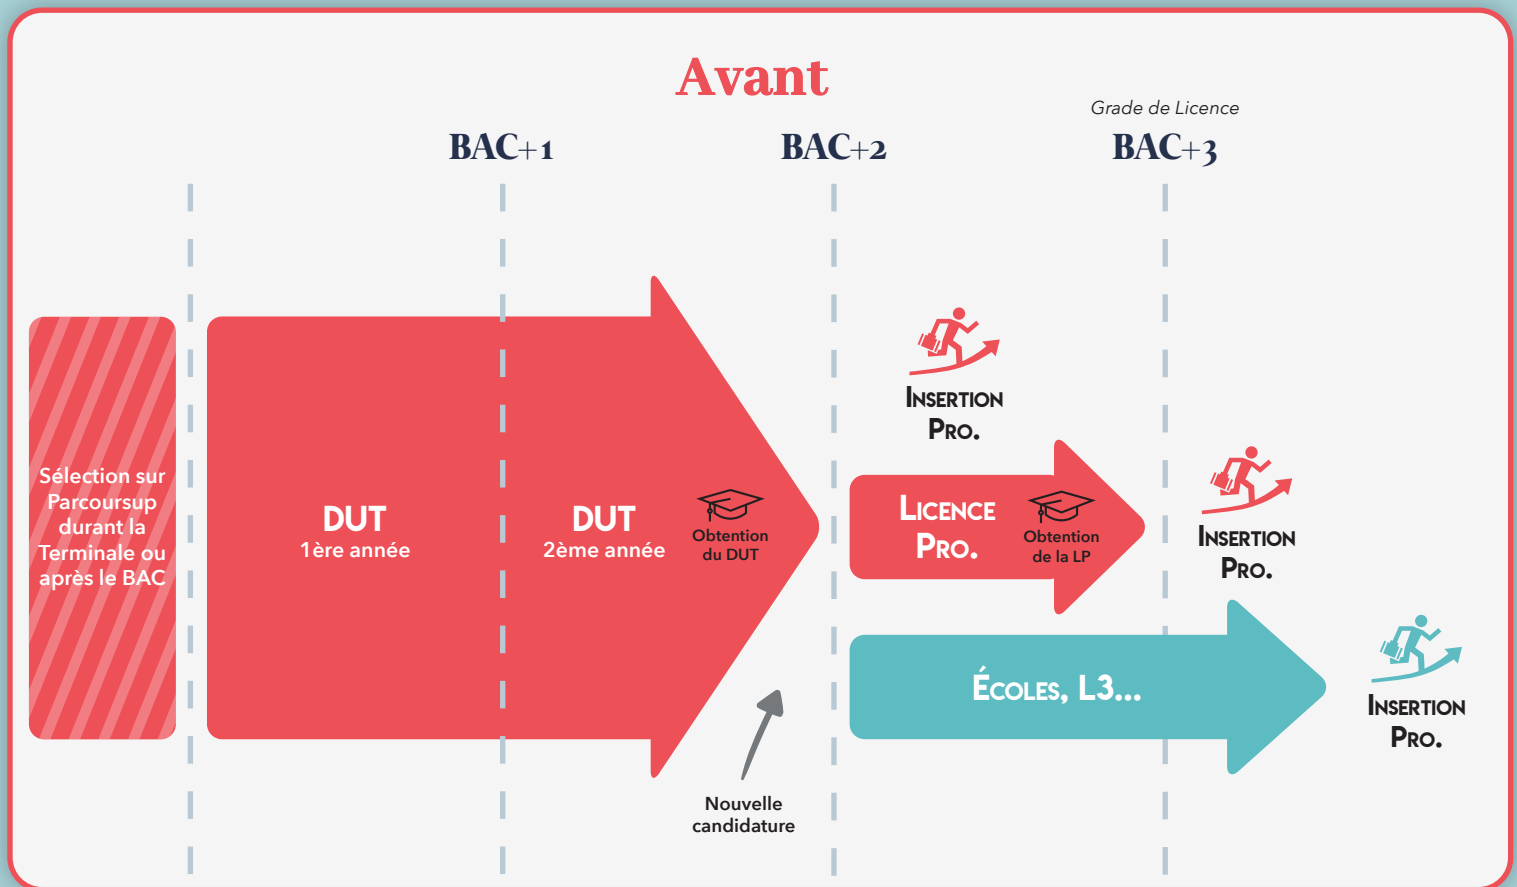 Avant
Grade de Licence
BAC+1
BAC+2
BAC+3
Sélection sur
Parcoursup
durant la
Terminale ou
après le BAC
DUT
1ère année
DUT
2ème année
Obtention
du DUT
Nouvelle
candidature
Insertion
Pro.
Licence
Pro.
Obtention
de la LP
Insertion
Pro.
Écoles, L3...
Insertion
Pro.